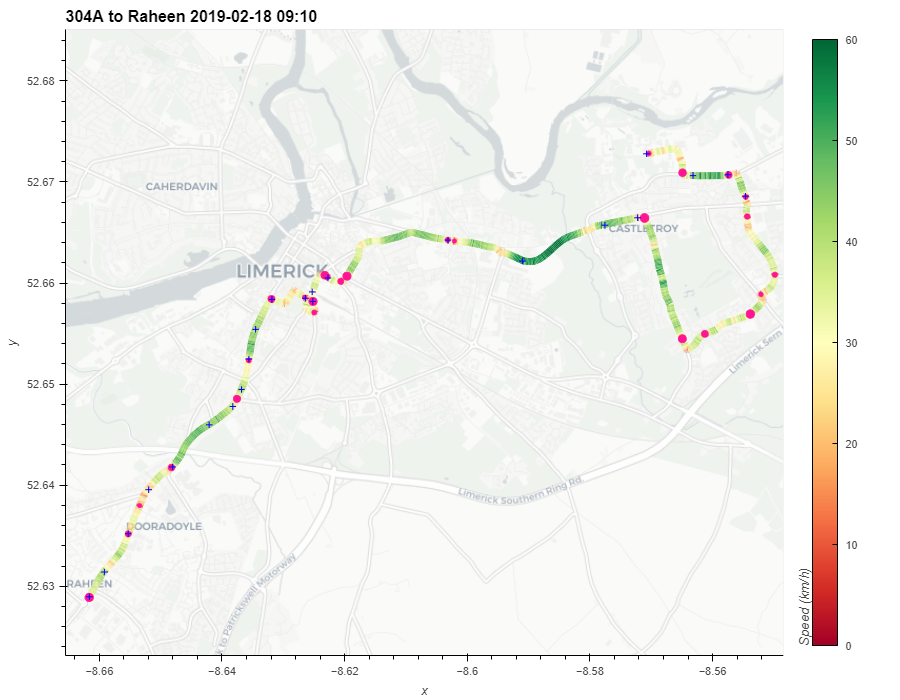 304A to Raheen 2019-02-18 09:10
60
52.68
50
52.67
CAHERDAVIN
40
CASTLETROY
LIMERICK
52.66
y
30
52.65
Limerick Sern
20
52.64
Limerick Southern Ring Rd
DOORADOYLE
10
52.63
RAHEEN
k to Patrickswell Motorway
Speed (km/h)
0
−8.66
−8.64
−8.62
−8.6
−8.58
−8.56
x